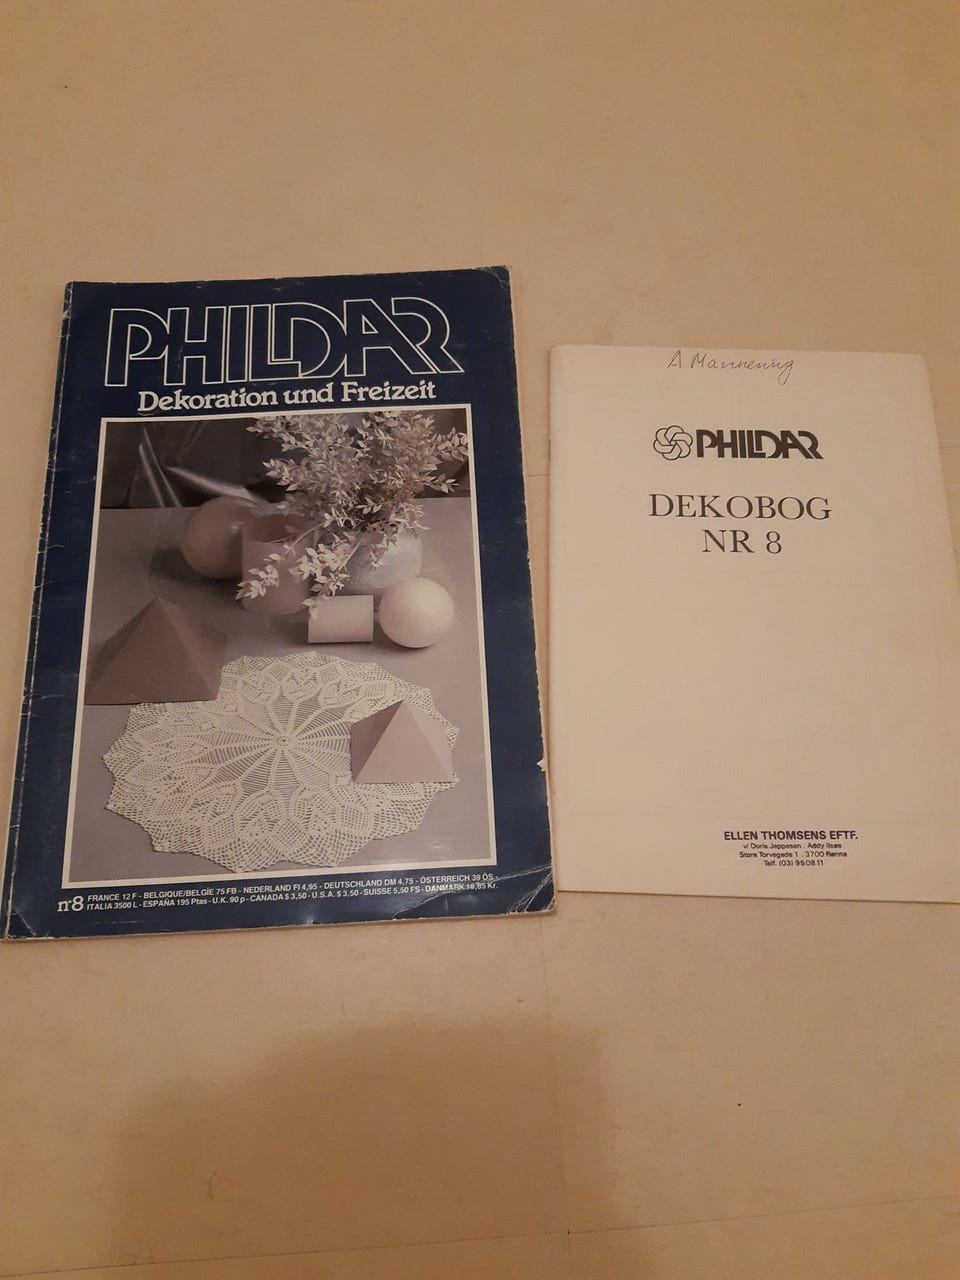 PHILDAR
Dekoration und Freizeit
n°8 FRANCE 12 F - BELGIQUE/BELGÏE 75 FB - NEDERLAND Fl 4,95 - DEUTSCHLAND DM 4,75 - ÖSTERREICH 39 ÖS -
ITALIA 3500 L - ESPAÑA 195 Ptas - U.K. 90 p - CANADA $ 3,50 - U.S.A. $ 3,50 - SUISSE 5,50 FS - DANMARK 18,85 Kr.
A Mannering
PHILDAR
DEKOBOG
NR 8
ELLEN THOMSENS EFTF.
v/ Doris Jeppesen . Addy Ilsøe
Store Torvegade 1 . 3700 Rønne
Telf. (03) 95 08 11